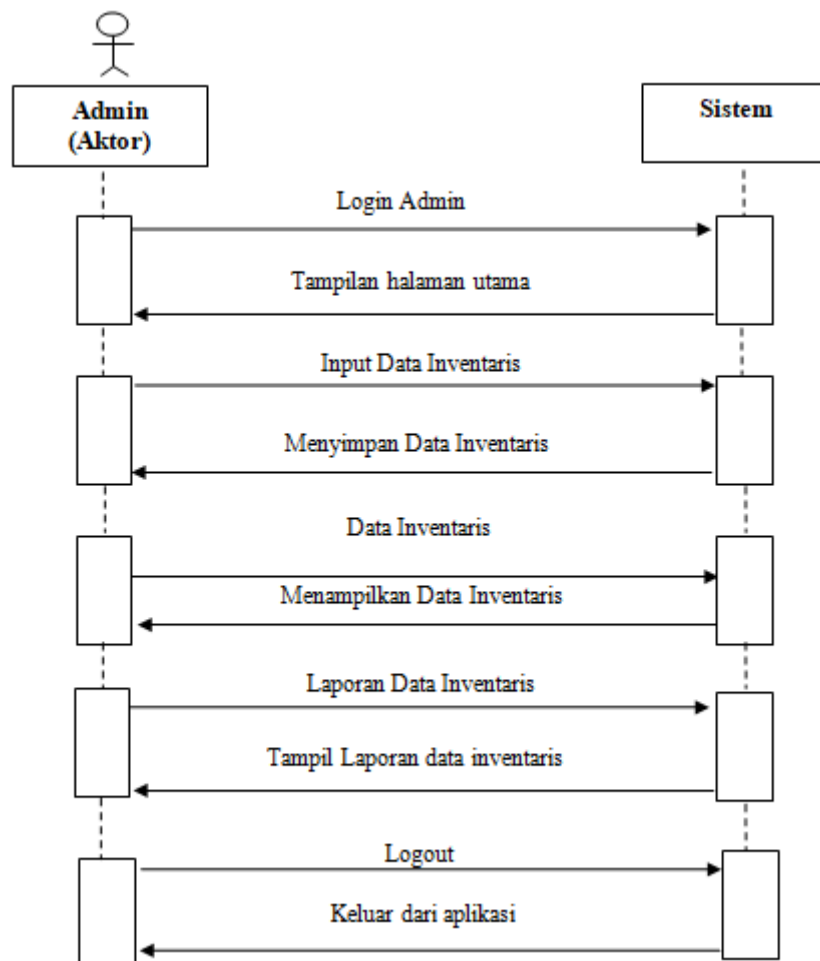 Admin
(Aktor)
Sistem
Login Admin
Tampilan halaman utama
Input Data Inventaris
Menyimpan Data Inventaris
Data Inventaris
Menampilkan Data Inventaris
Laporan Data Inventaris
Tampil Laporan data inventaris
Logout
Keluar dari aplikasi